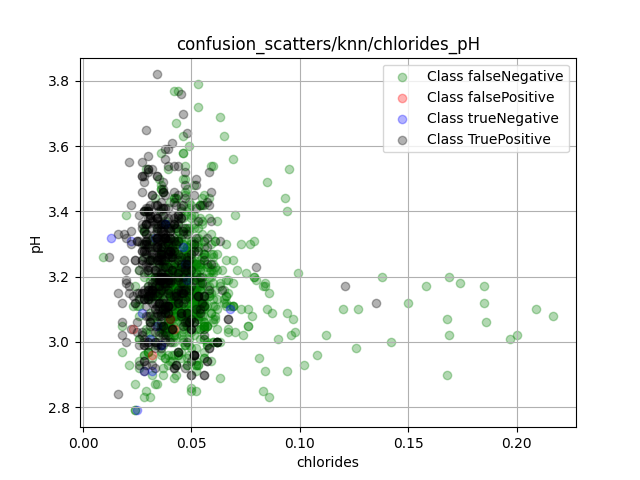 confusion_scatters/knn/chlorides_pH
Class falseNegative
Class falsePositive
Class trueNegative
Class TruePositive
3.8
3.6
3.4
3.2
3.0
2.8
pH
0.00 0.05 0.10 0.15 0.20
chlorides